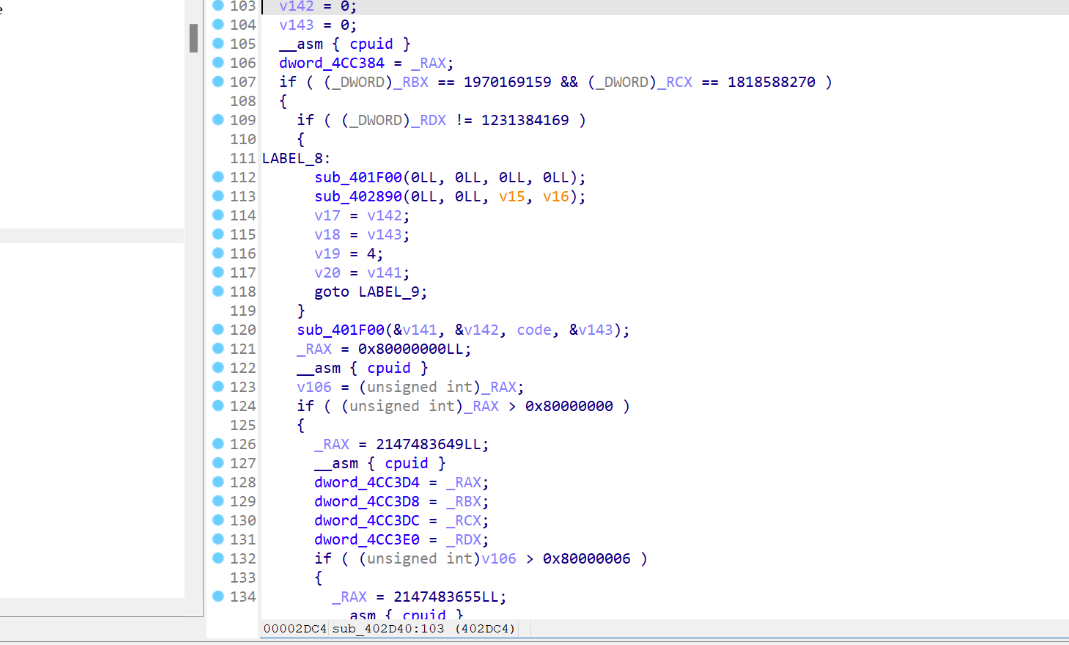 e
103 v142 = 0;
104 v143 = 0;
105 __asm { cpuid }
106 dword_4CC384 = _RAX;
107 if ( (_DWORD)_RBX == 1970169159 && (_DWORD)_RCX == 1818588270 )
108 {
109 if ( (_DWORD)_RDX != 1231384169 )
110 {
111 LABEL_8:
112 sub_401F00(0LL, 0LL, 0LL, 0LL);
113 sub_402890(0LL, 0LL, v15, v16);
114 v17 = v142;
115 v18 = v143;
116 v19 = 4;
117 v20 = v141;
118 goto LABEL_9;
119 }
120 sub_401F00(&v141, &v142, code, &v143);
121 _RAX = 0x80000000LL;
122 __asm { cpuid }
123 v106 = (unsigned int)_RAX;
124 if ( (unsigned int)_RAX > 0x80000000 )
125 {
126 _RAX = 2147483649LL;
127 __asm { cpuid }
128 dword_4CC3D4 = _RAX;
129 dword_4CC3D8 = _RBX;
130 dword_4CC3DC = _RCX;
131 dword_4CC3E0 = _RDX;
132 if ( (unsigned int)v106 > 0x80000006 )
133 {
134 _RAX = 2147483655LL;
__asm { cpuid }
00002DC4 sub_402D40:103 (402DC4)